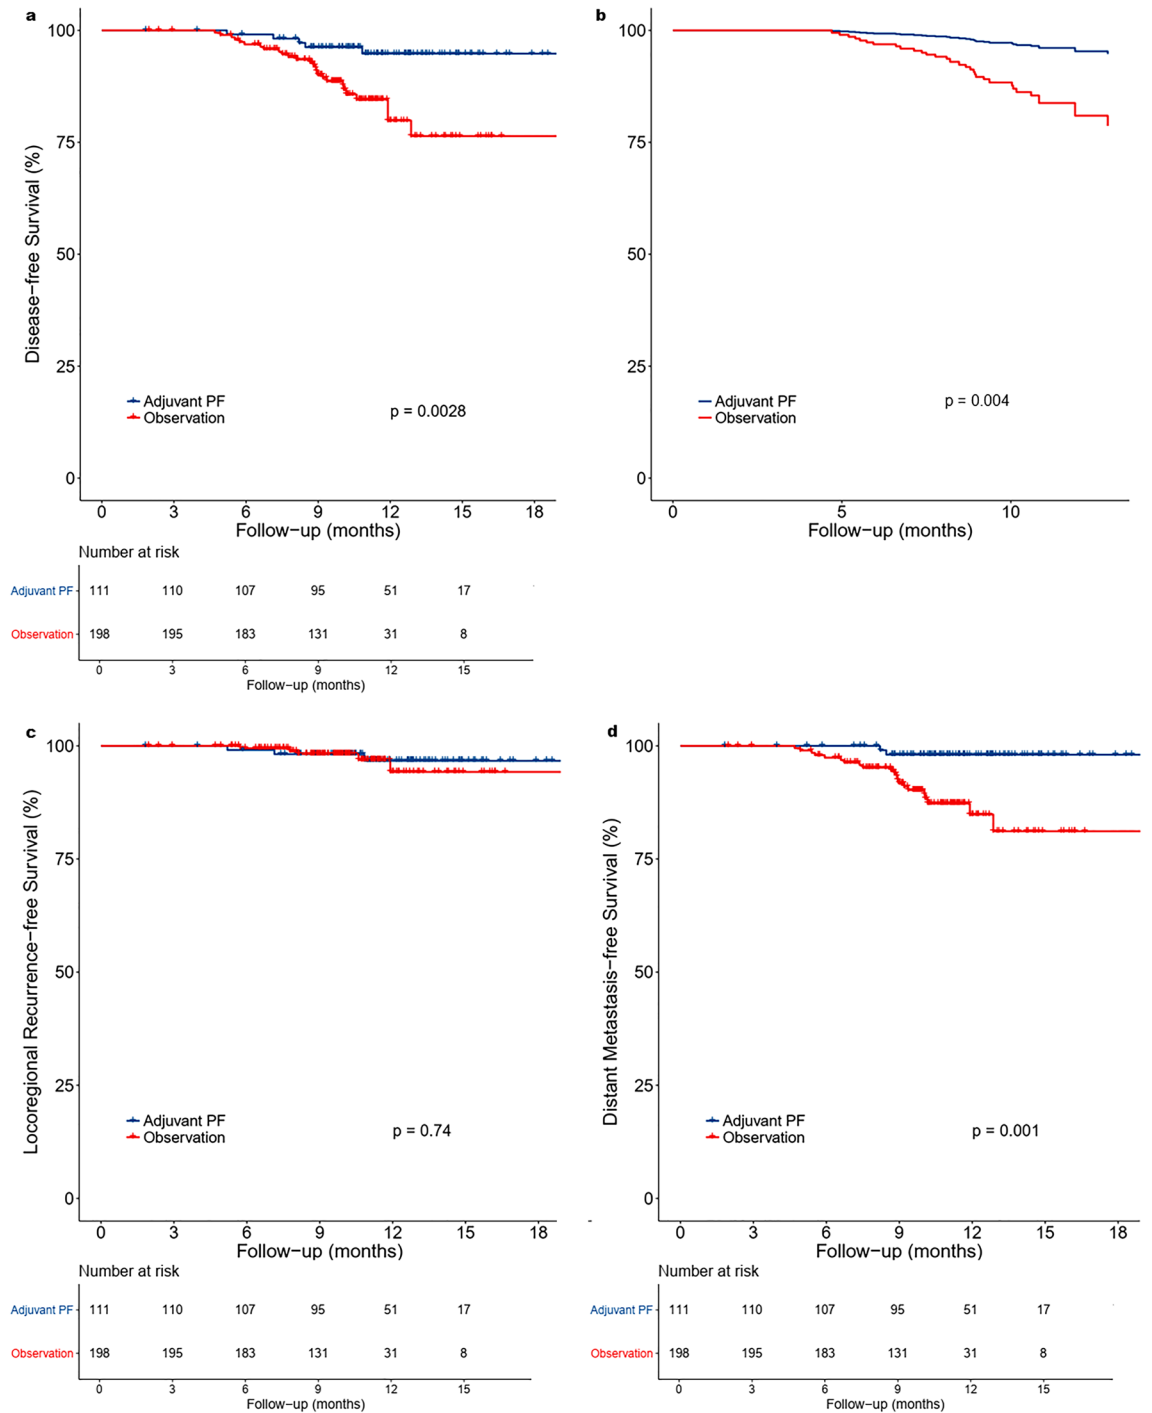 a
Disease−free Survival (%)
100
75
50
25
0
Adjuvant PF
Observation
p = 0.0028
0 3 6 9 12 15 18
Follow−up (months)
Number at risk
Adjuvant PF 111 110 107 95 51 17
Observation 198 195 183 131 31 8
0 3 6 9 12 15
Follow−up (months)
b
100
75
50
25
0
Adjuvant PF
Observation
p = 0.004
0 5 10
Follow−up (months)
c
Locoregional Recurrence−free Survival (%)
100
75
50
25
0
Adjuvant PF
Observation
p = 0.74
0 3 6 9 12 15 18
Follow−up (months)
Number at risk
Adjuvant PF 111 110 107 95 51 17
Observation 198 195 183 131 31 8
0 3 6 9 12 15
Follow−up (months)
d
Distant Metastasis−free Survival (%)
100
75
50
25
0
Adjuvant PF
Observation
p = 0.001
0 3 6 9 12 15 18
Follow−up (months)
Number at risk
Adjuvant PF 111 110 107 95 51 17
Observation 198 195 183 131 31 8
0 3 6 9 12 15
Follow−up (months)